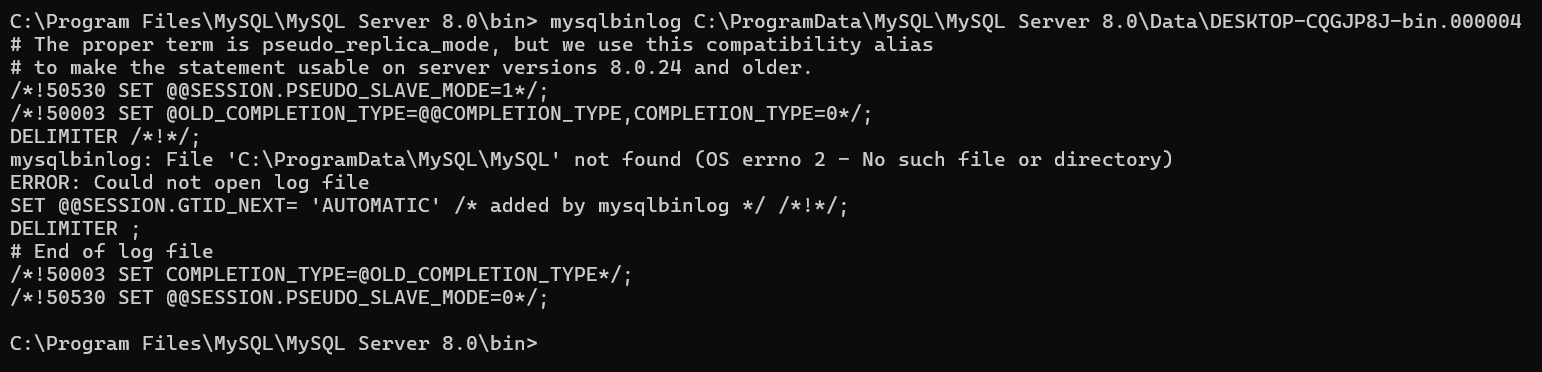 C:\Program Files\MySQL\MySQL Server 8.0\bin> mysqlbinlog C:\ProgramData\MySQL\MySQL Server 8.0\Data\DESKTOP-CQGJP8J-bin.000004
# The proper term is pseudo_replica_mode, but we use this compatibility alias
# to make the statement usable on server versions 8.0.24 and older.
/*!50530 SET @@SESSION.PSEUDO_SLAVE_MODE=1*/;
/*!50003 SET @OLD_COMPLETION_TYPE=@@COMPLETION_TYPE,COMPLETION_TYPE=0*/;
DELIMITER /*!*/;
mysqlbinlog: File 'C:\ProgramData\MySQL\MySQL' not found (OS errno 2 - No such file or directory)
ERROR: Could not open log file
SET @@SESSION.GTID_NEXT= 'AUTOMATIC' /* added by mysqlbinlog */ /*!*/;
DELIMITER ;
# End of log file
/*!50003 SET COMPLETION_TYPE=@OLD_COMPLETION_TYPE*/;
/*!50530 SET @@SESSION.PSEUDO_SLAVE_MODE=0*/;
C:\Program Files\MySQL\MySQL Server 8.0\bin>